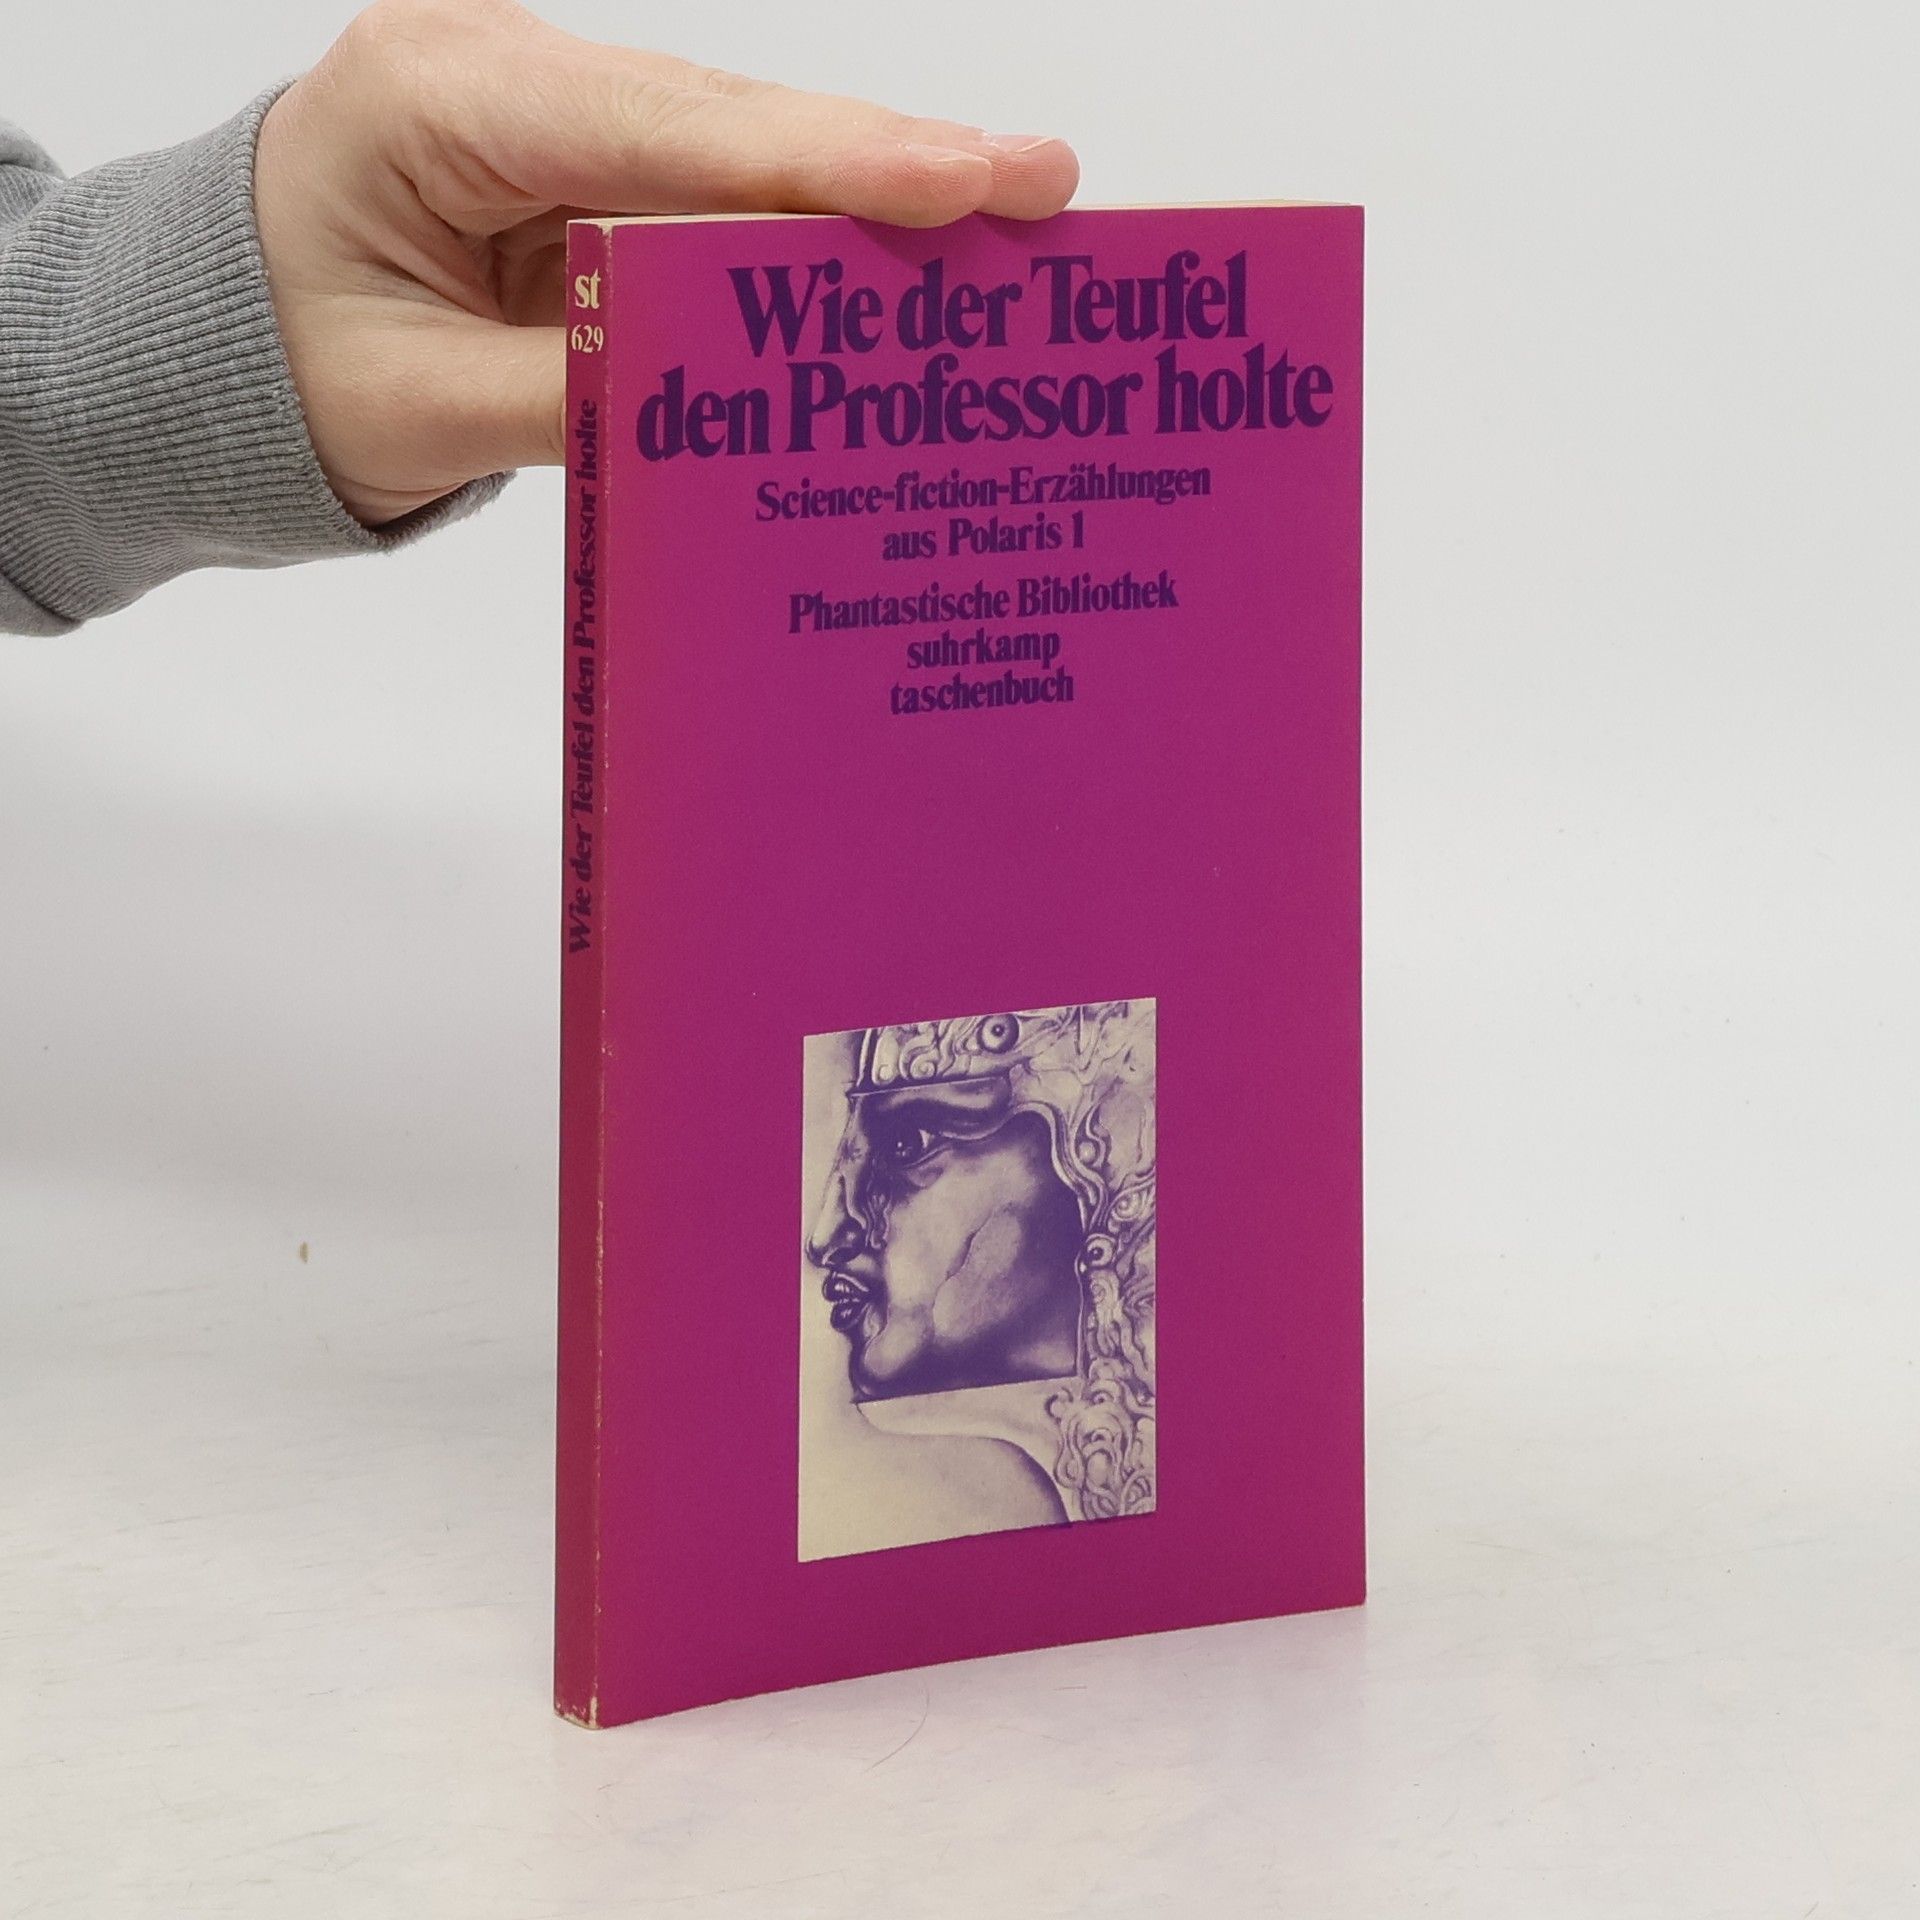 st
629
Wie der Teufel den Professor holte
Wie der Teufel
den Professor holte
Science-fiction-Erzählungen
aus Polaris 1
Phantastische Bibliothek
suhrkamp
taschenbuch